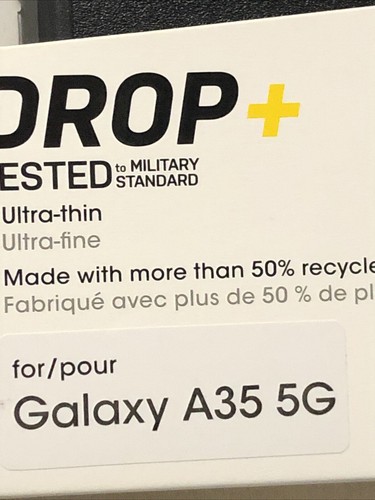 DROP+
TESTED to MILITARY STANDARD
Ultra-thin
Ultra-fine
Made with more than 50% recycle
Fabriqué avec plus de 50 % de pl
for/pour
Galaxy A35 5G